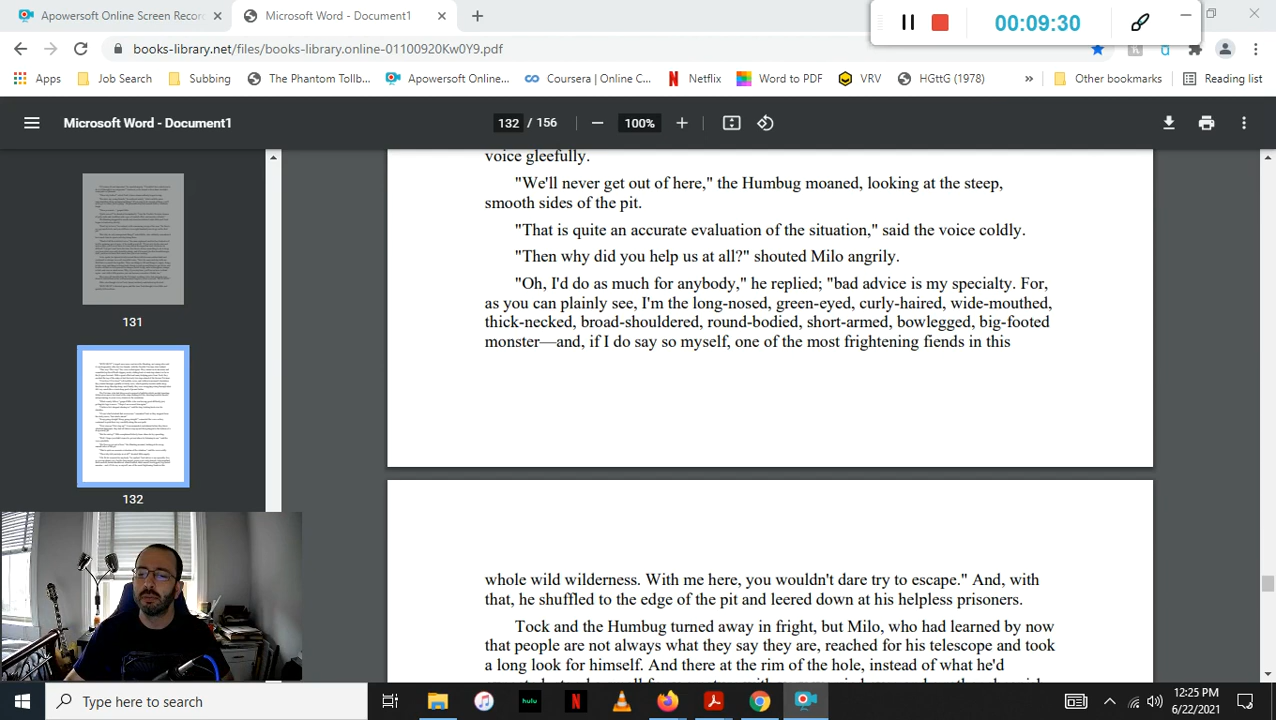 Apowersoft Online Screen Recor
Microsoft Word - Document1
00:09:30
books-library.net/files/books-library.online-01100920Kw0Y9.pdf
Apps
Job Search
Subbing
The Phantom Tollb...
Apowersoft Online...
Coursera | Online C...
Netflix
Word to PDF
VRV
HGttG (1978)
»
Other bookmarks
Reading list
Microsoft Word - Document1
132 / 156
100%
131
132
voice gleefully.
"We'll never get out of here," the Humbug moaned, looking at the steep,
smooth sides of the pit.
"That is quite an accurate evaluation of the situation," said the voice coldly.
"Then why did you help us at all?" shouted Milo angrily.
"Oh, I'd do as much for anybody," he replied; "bad advice is my specialty. For,
as you can plainly see, I'm the long-nosed, green-eyed, curly-haired, wide-mouthed,
thick-necked, broad-shouldered, round-bodied, short-armed, bowlegged, big-footed
monster—and, if I do say so myself, one of the most frightening fiends in this
whole wild wilderness. With me here, you wouldn't dare try to escape." And, with
that, he shuffled to the edge of the pit and leered down at his helpless prisoners.
Tock and the Humbug turned away in fright, but Milo, who had learned by now
that people are not always what they say they are, reached for his telescope and took
a long look for himself. And there at the rim of the hole, instead of what he'd
Type here to search
hulu
12:25 PM
6/22/2021